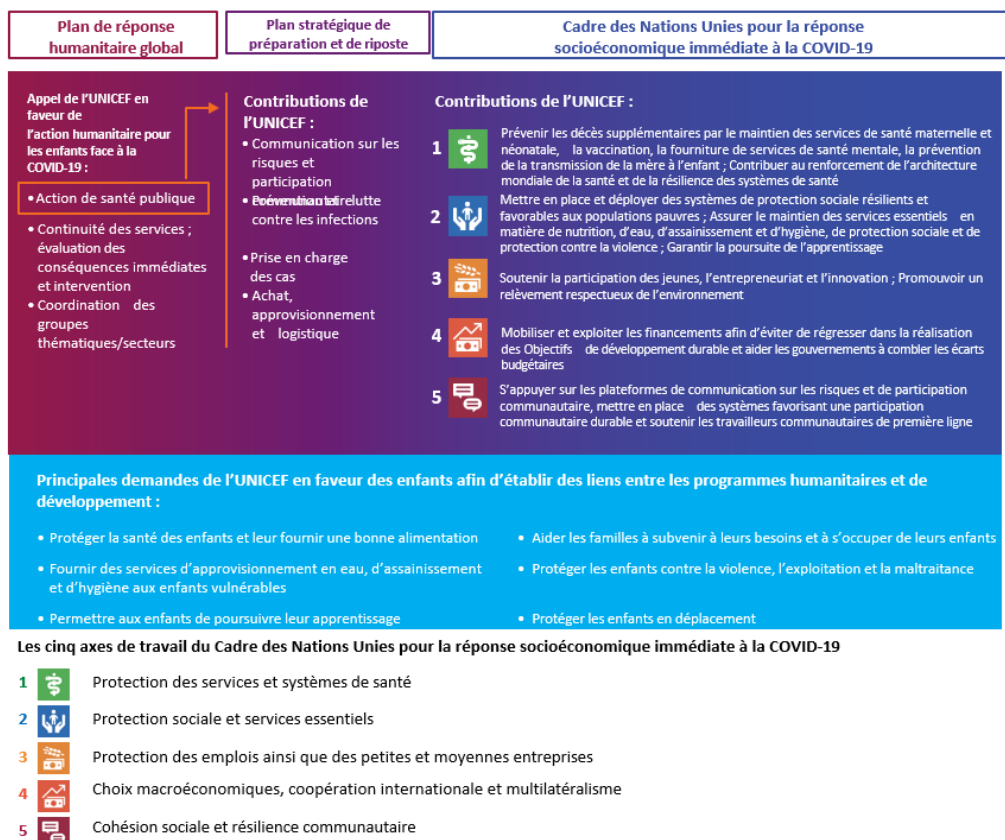 Plan de réponse
humanitaire global
Plan stratégique de
préparation et de riposte
Cadre des Nations Unies pour la réponse
socioéconomique immédiate à la COVID-19
Appel de l’UNICEF en
faveur de
l’action humanitaire pour
les enfants face à la
COVID-19 :
• Action de santé publique
• Continuité des services ;
évaluation des
conséquences immédiates
et intervention
• Coordination des
groupes
thématiques/secteurs
Contributions de
l’UNICEF :
• Communication sur les
risques et
participation
communautaire
• Prévention et lutte
contre les infections
• Prise en charge
des cas
• Achat,
approvisionnement
et logistique
Contributions de l’UNICEF :
1
Prévenir les décès supplémentaires par le maintien des services de santé maternelle et
néonatale, la vaccination, la fourniture de services de santé mentale, la prévention
de la transmission de la mère à l’enfant ; Contribuer au renforcement de l’architecture
mondiale de la santé et de la résilience des systèmes de santé
2
Mettre en place et déployer des systèmes de protection sociale résilients et
favorables aux populations pauvres ; Assurer le maintien des services essentiels en
matière de nutrition, d’eau, d’assainissement et d’hygiène, de protection sociale et de
protection contre la violence ; Garantir la poursuite de l’apprentissage
3
Soutenir la participation des jeunes, l’entrepreneuriat et l’innovation ; Promouvoir un
relèvement respectueux de l’environnement
4
Mobiliser et exploiter les financements afin d’éviter de régresser dans la réalisation
des Objectifs de développement durable et aider les gouvernements à combler les écarts
budgétaires
5
S’appuyer sur les plateformes de communication sur les risques et de participation
communautaire, mettre en place des systèmes favorisant une participation
communautaire durable et soutenir les travailleurs communautaires de première ligne
Principales demandes de l’UNICEF en faveur des enfants afin d’établir des liens entre les programmes humanitaires et de
développement :
• Protéger la santé des enfants et leur fournir une bonne alimentation
• Fournir des services d’approvisionnement en eau, d’assainissement
et d’hygiène aux enfants vulnérables
• Permettre aux enfants de poursuivre leur apprentissage
• Aider les familles à subvenir à leurs besoins et à s’occuper de leurs enfants
• Protéger les enfants contre la violence, l’exploitation et la maltraitance
• Protéger les enfants en déplacement
Les cinq axes de travail du Cadre des Nations Unies pour la réponse socioéconomique immédiate à la COVID-19
1 Protection des services et systèmes de santé
2 Protection sociale et services essentiels
3 Protection des emplois ainsi que des petites et moyennes entreprises
4 Choix macroéconomiques, coopération internationale et multilatéralisme
5 Cohésion sociale et résilience communautaire